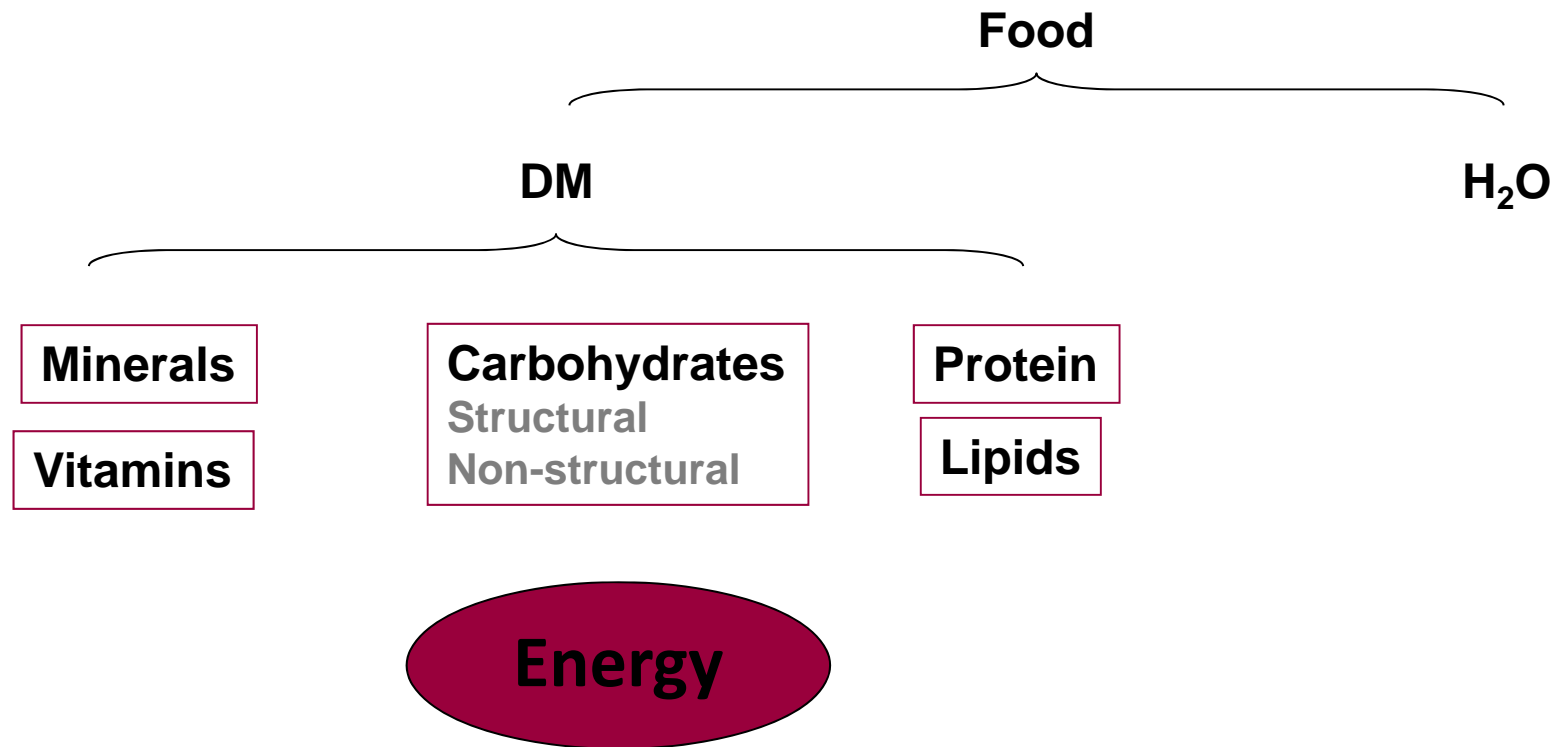 Food
DM
H₂O
Minerals
Vitamins
Carbohydrates
Structural
Non-structural
Protein
Lipids
Energy